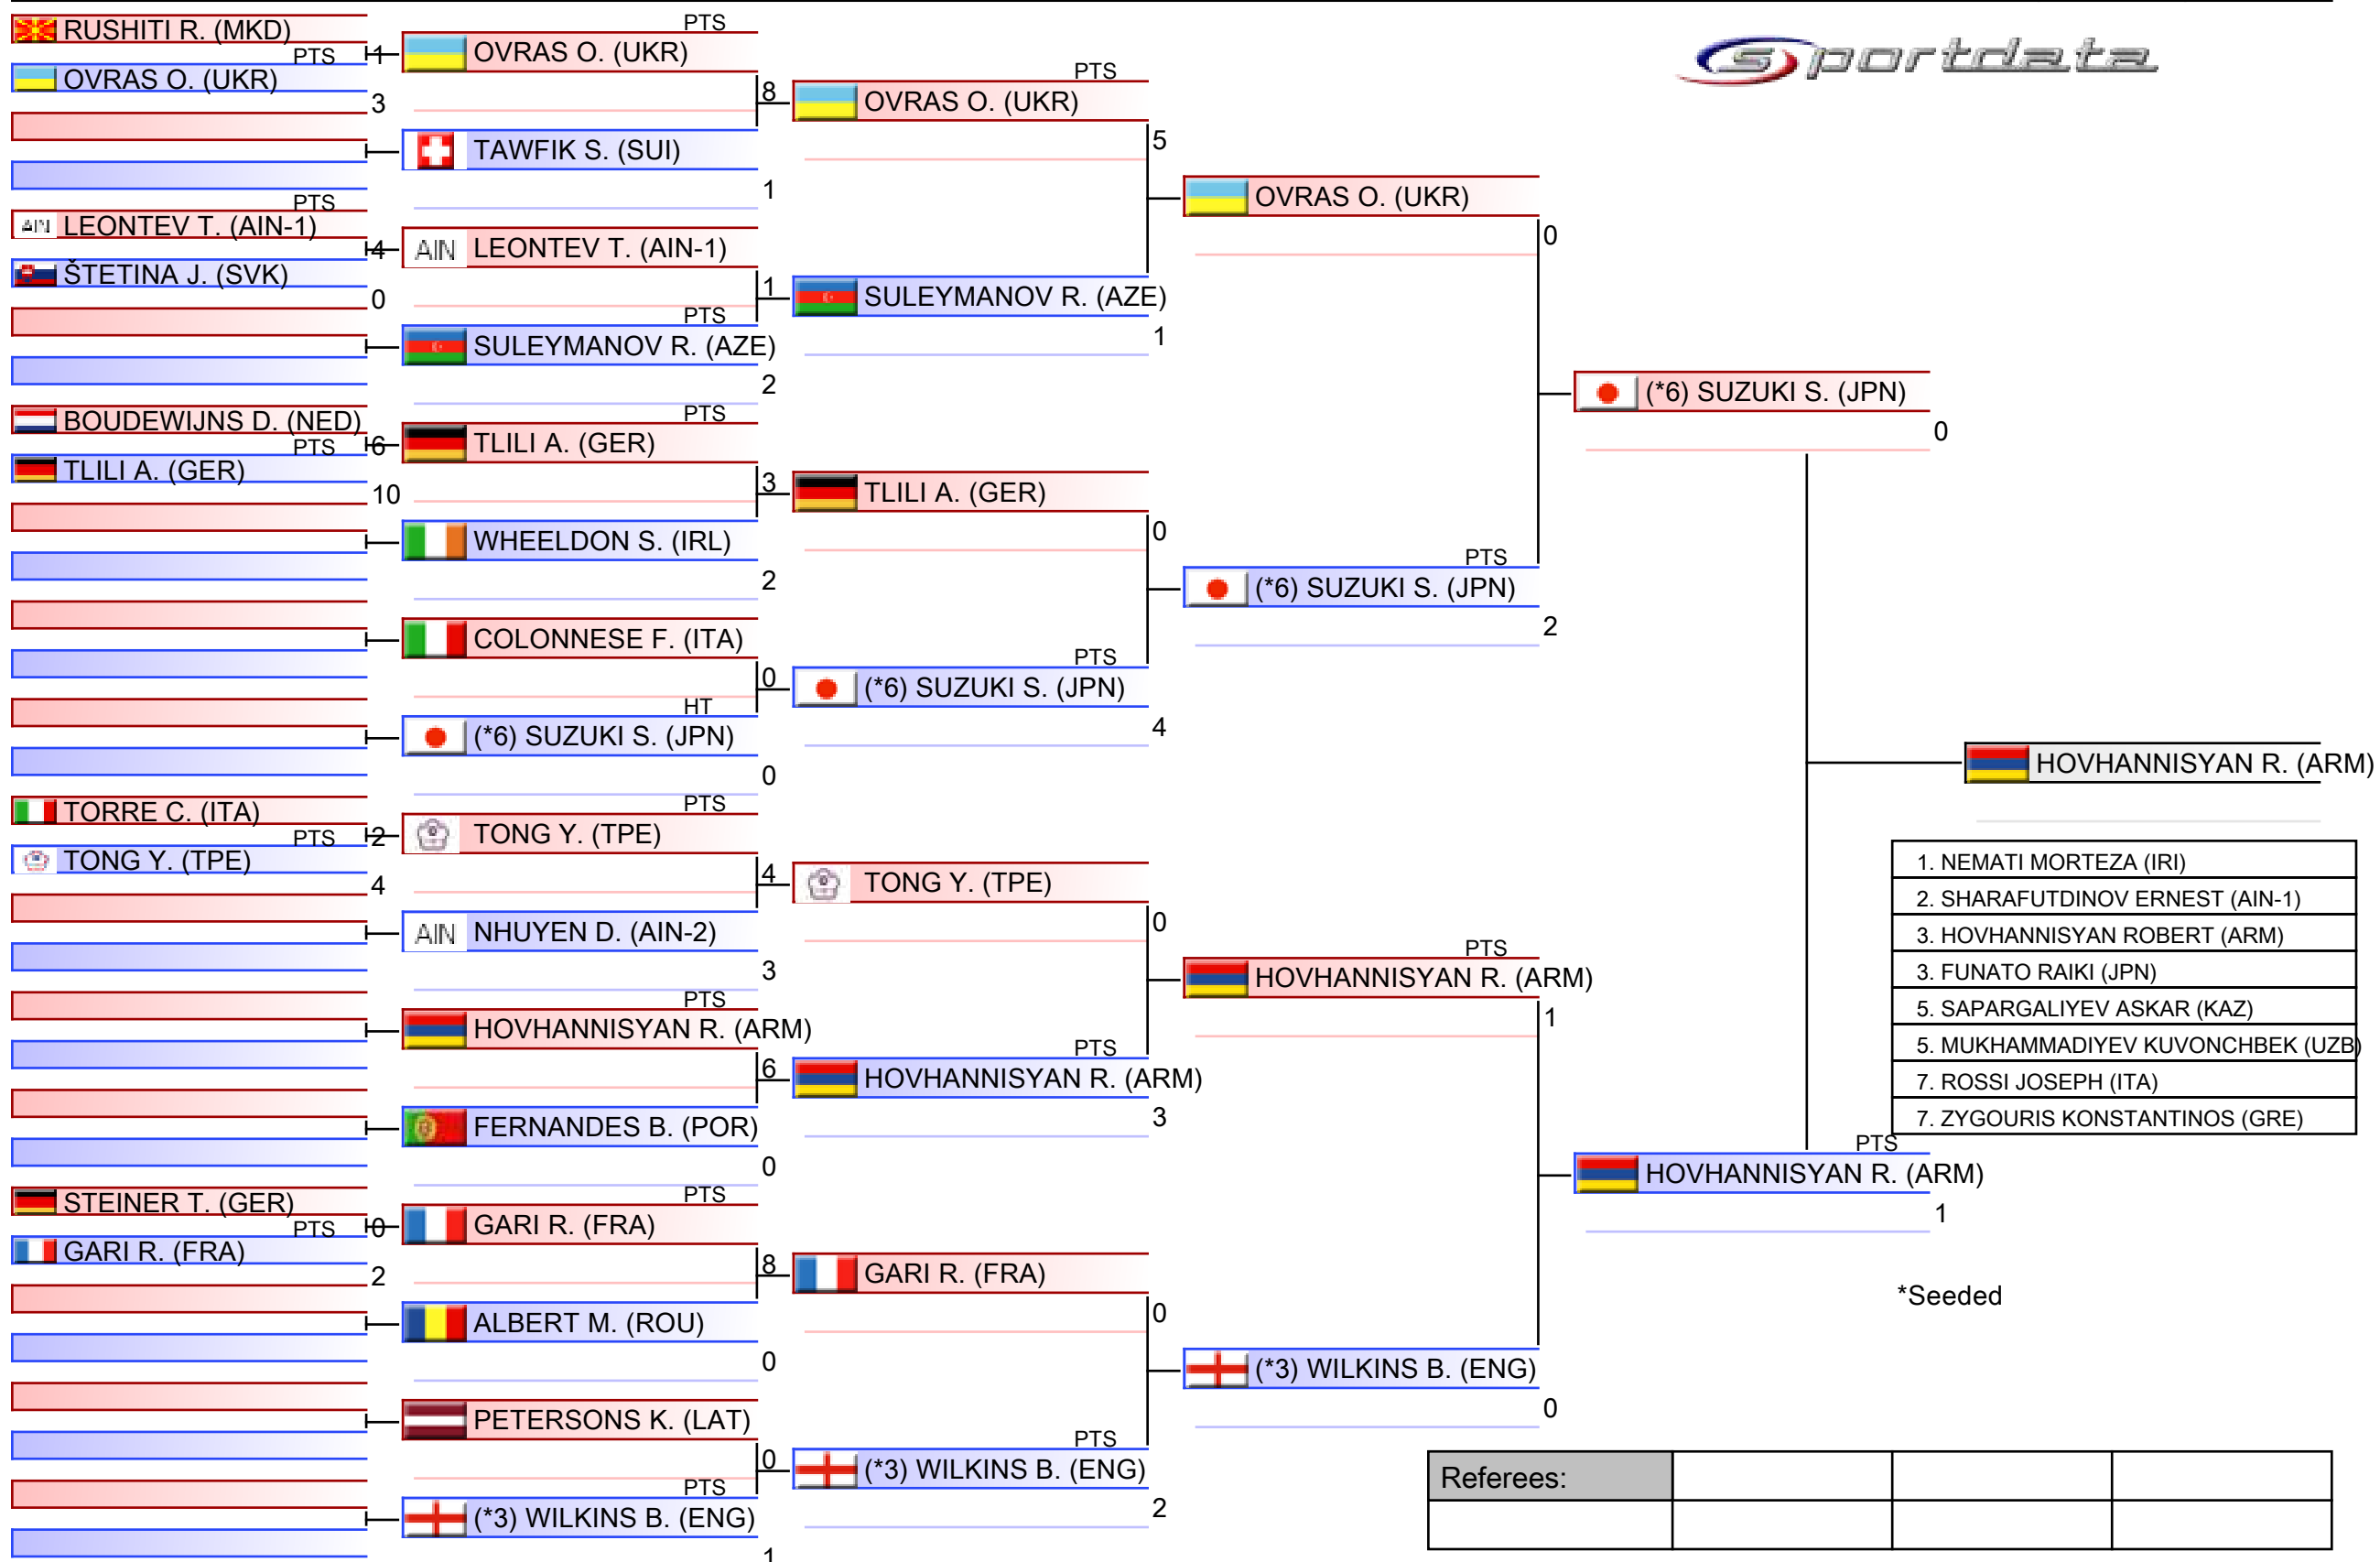 sportdata
RUSHITI R. (MKD)
PTS
1
OVRAS O. (UKR)
3
PTS
LEONTEV T. (AIN-1)
4
ŠTETINA J. (SVK)
0
BOUDEWIJNS D. (NED)
PTS
6
TLILI A. (GER)
10
TORRE C. (ITA)
PTS
2
TONG Y. (TPE)
4
STEINER T. (GER)
PTS
0
GARI R. (FRA)
2
PTS
OVRAS O. (UKR)
8
TAWFIK S. (SUI)
1
AIN LEONTEV T. (AIN-1)
1
PTS
SULEYMANOV R. (AZE)
2
PTS
TLILI A. (GER)
3
WHEELDON S. (IRL)
2
COLONNESE F. (ITA)
0
HT
(*6) SUZUKI S. (JPN)
0
PTS
TONG Y. (TPE)
4
AIN NHUYEN D. (AIN-2)
3
PTS
HOVHANNISYAN R. (ARM)
6
FERNANDES B. (POR)
0
PTS
GARI R. (FRA)
8
ALBERT M. (ROU)
0
PETERSONS K. (LAT)
0
PTS
(*3) WILKINS B. (ENG)
1
PTS
OVRAS O. (UKR)
5
SULEYMANOV R. (AZE)
1
TLILI A. (GER)
0
PTS
(*6) SUZUKI S. (JPN)
4
TONG Y. (TPE)
0
PTS
HOVHANNISYAN R. (ARM)
3
GARI R. (FRA)
0
PTS
(*3) WILKINS B. (ENG)
2
OVRAS O. (UKR)
0
PTS
(*6) SUZUKI S. (JPN)
2
PTS
HOVHANNISYAN R. (ARM)
1
(*3) WILKINS B. (ENG)
0
(*6) SUZUKI S. (JPN)
0
PTS
HOVHANNISYAN R. (ARM)
1
HOVHANNISYAN R. (ARM)
1. NEMATI MORTEZA (IRI)
2. SHARAFUTDINOV ERNEST (AIN-1)
3. HOVHANNISYAN ROBERT (ARM)
3. FUNATO RAIKI (JPN)
5. SAPARGALIYEV ASKAR (KAZ)
5. MUKHAMMADIYEV KUVONCHBEK (UZB)
7. ROSSI JOSEPH (ITA)
7. ZYGOURIS KONSTANTINOS (GRE)
*Seeded
Referees: